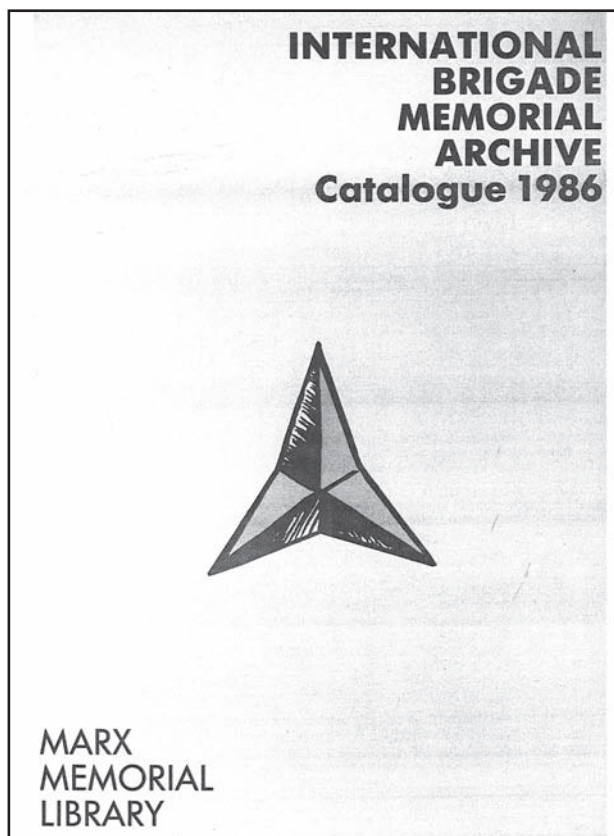 INTERNATIONAL
BRIGADE
MEMORIAL
ARCHIVE
Catalogue 1986
MARX
MEMORIAL
LIBRARY